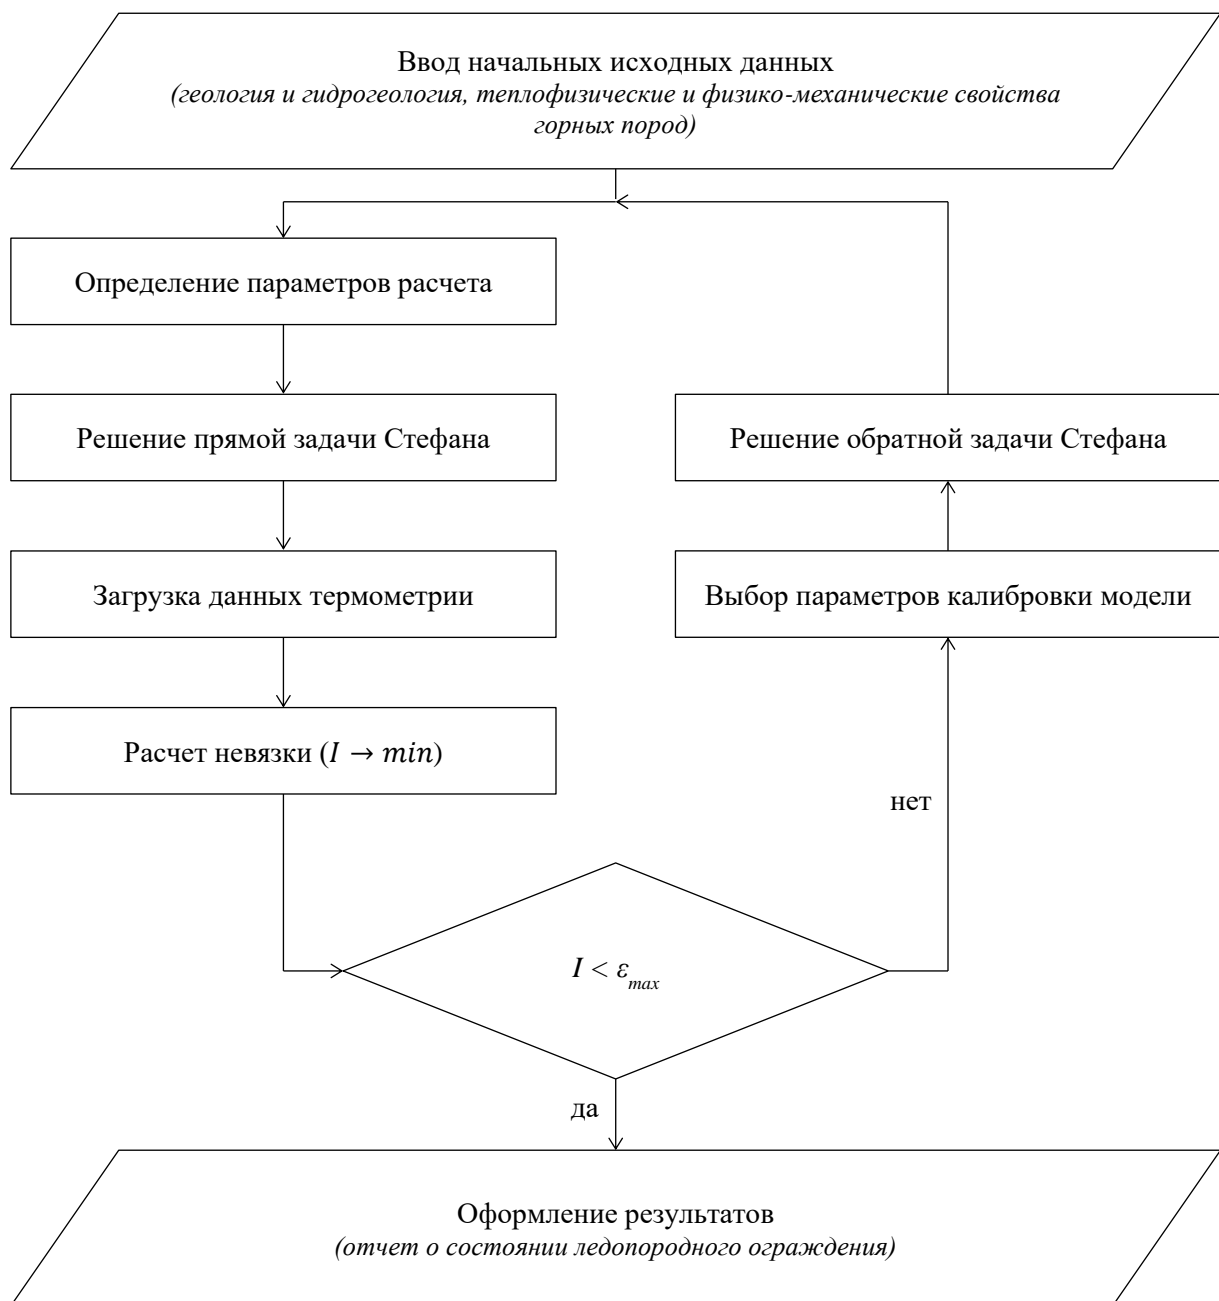 Ввод начальных исходных данных
(геология и гидрогеология, теплофизические и физико-механические свойства
горных пород)
Определение параметров расчета
Решение прямой задачи Стефана
Решение обратной задачи Стефана
Загрузка данных термометрии
Выбор параметров калибровки модели
Расчет невязки (I → min)
нет
I < ε_max
да
Оформление результатов
(отчет о состоянии ледопородного ограждения)